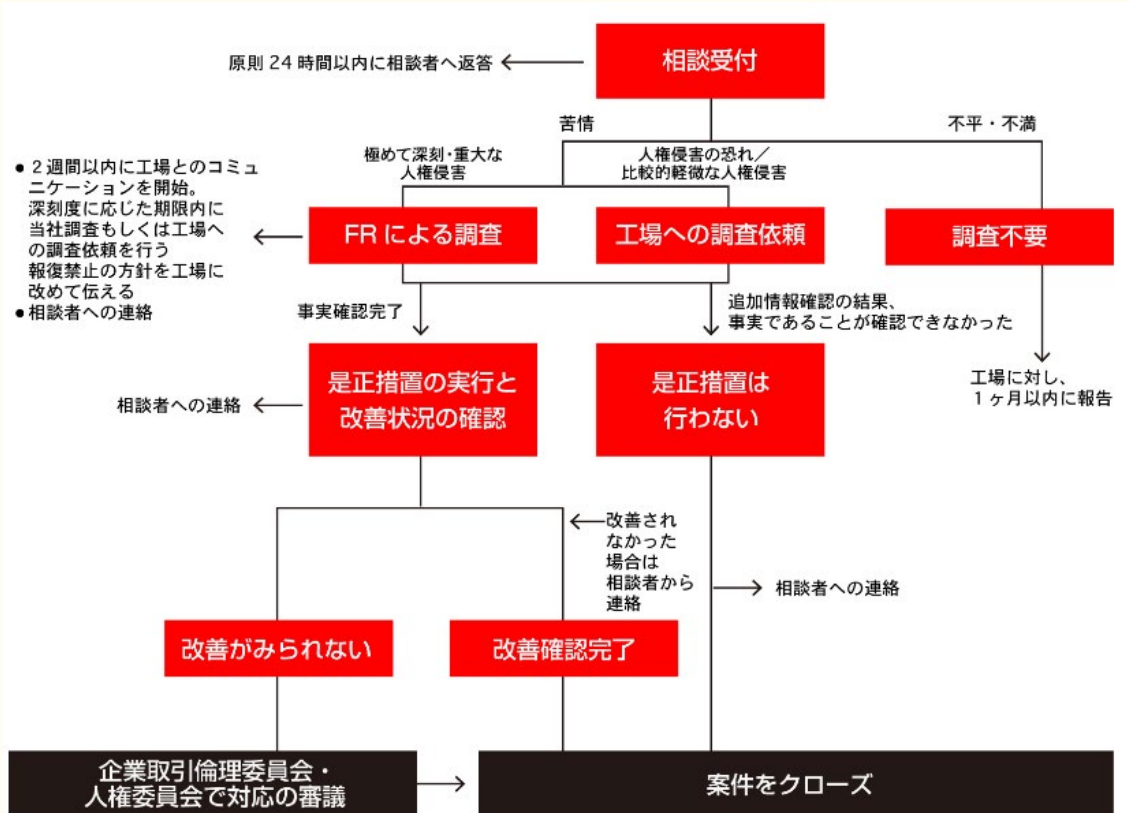 相談受付
原則24時間以内に相談者へ返答
苦情
不平・不満
極めて深刻・重大な
人権侵害
人権侵害の恐れ／
比較的軽微な人権侵害
●2週間以内に工場とのコミュ
ニケーションを開始。
深刻度に応じた期限内に
当社調査もしくは工場へ
の調査依頼を行う
報復禁止の方針を工場に
改めて伝える
●相談者への連絡
FRによる調査
工場への調査依頼
調査不要
事実確認完了
追加情報確認の結果、
事実であることが確認できなかった
是正措置の実行と
改善状況の確認
相談者への連絡
是正措置は
行わない
工場に対し、
1ヶ月以内に報告
改善され
なかった
場合は
相談者から
連絡
相談者への連絡
改善がみられない
改善確認完了
企業取引倫理委員会・
人権委員会で対応の審議
案件をクローズ